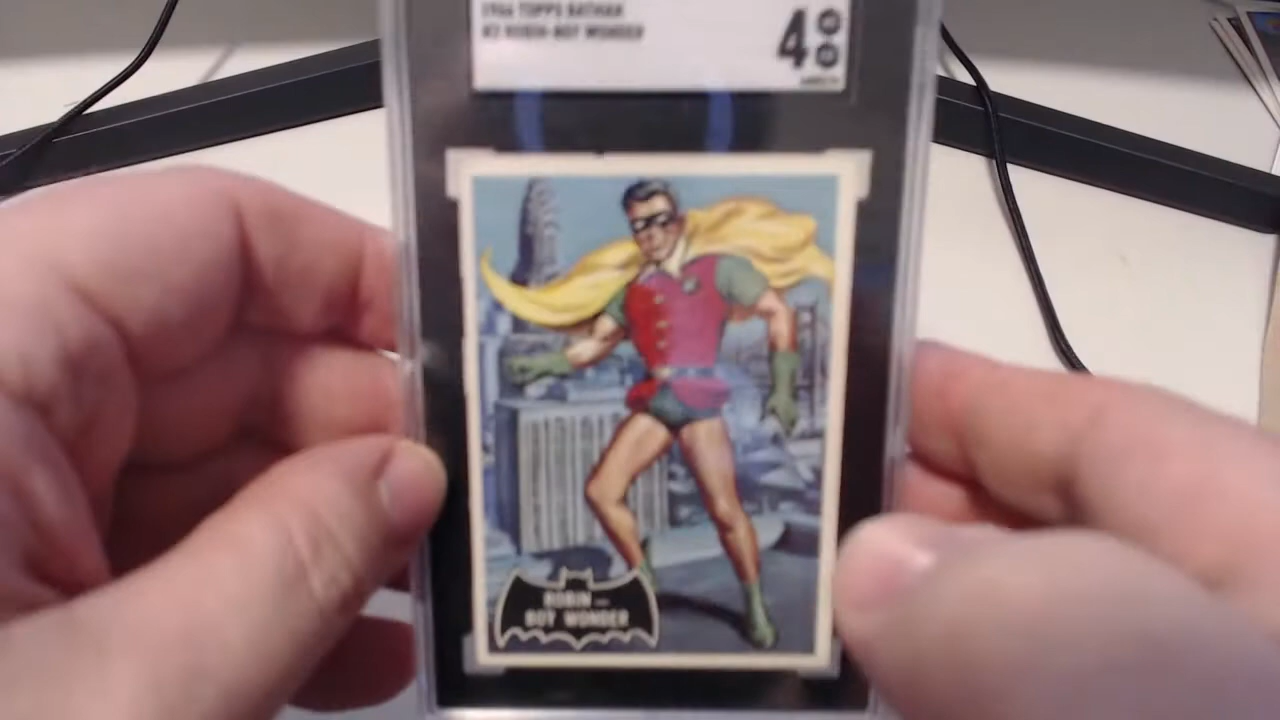 1966 TOPPS BATMAN
#2 ROBIN-BOY WONDER
4
ROBIN —
BOY WONDER